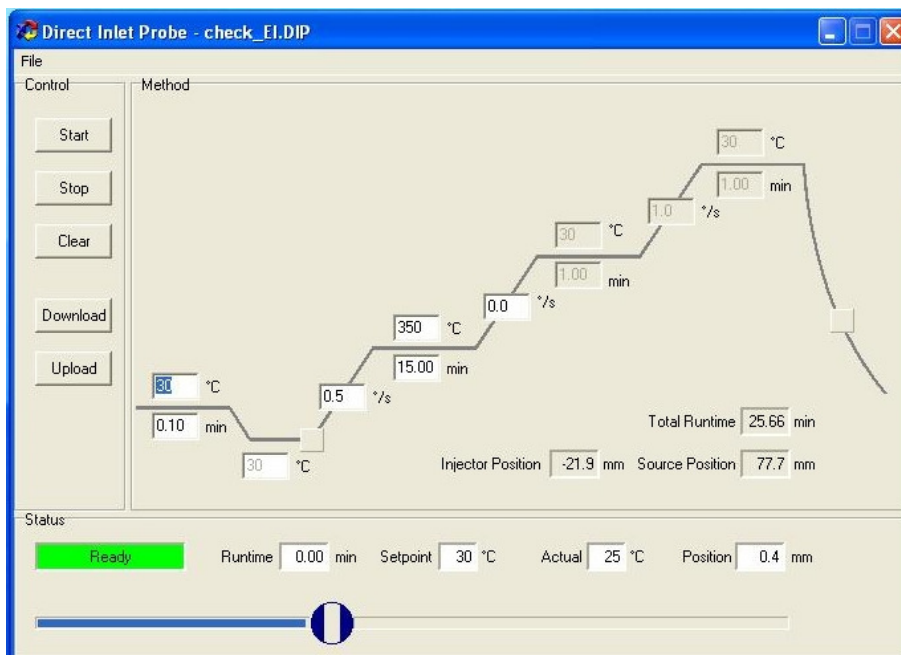 Direct Inlet Probe - check_EI.DIP
File
Control
Method
Start
Stop
Clear
Download
Upload
30 °C
1.00 min
1.0 °/s
30 °C
1.00 min
0.0 °/s
350 °C
15.00 min
0.5 °/s
30 °C
0.10 min
30 °C
Total Runtime 25.66 min
Injector Position -21.9 mm Source Position 77.7 mm
Status
Ready Runtime 0.00 min Setpoint 30 °C Actual 25 °C Position 0.4 mm